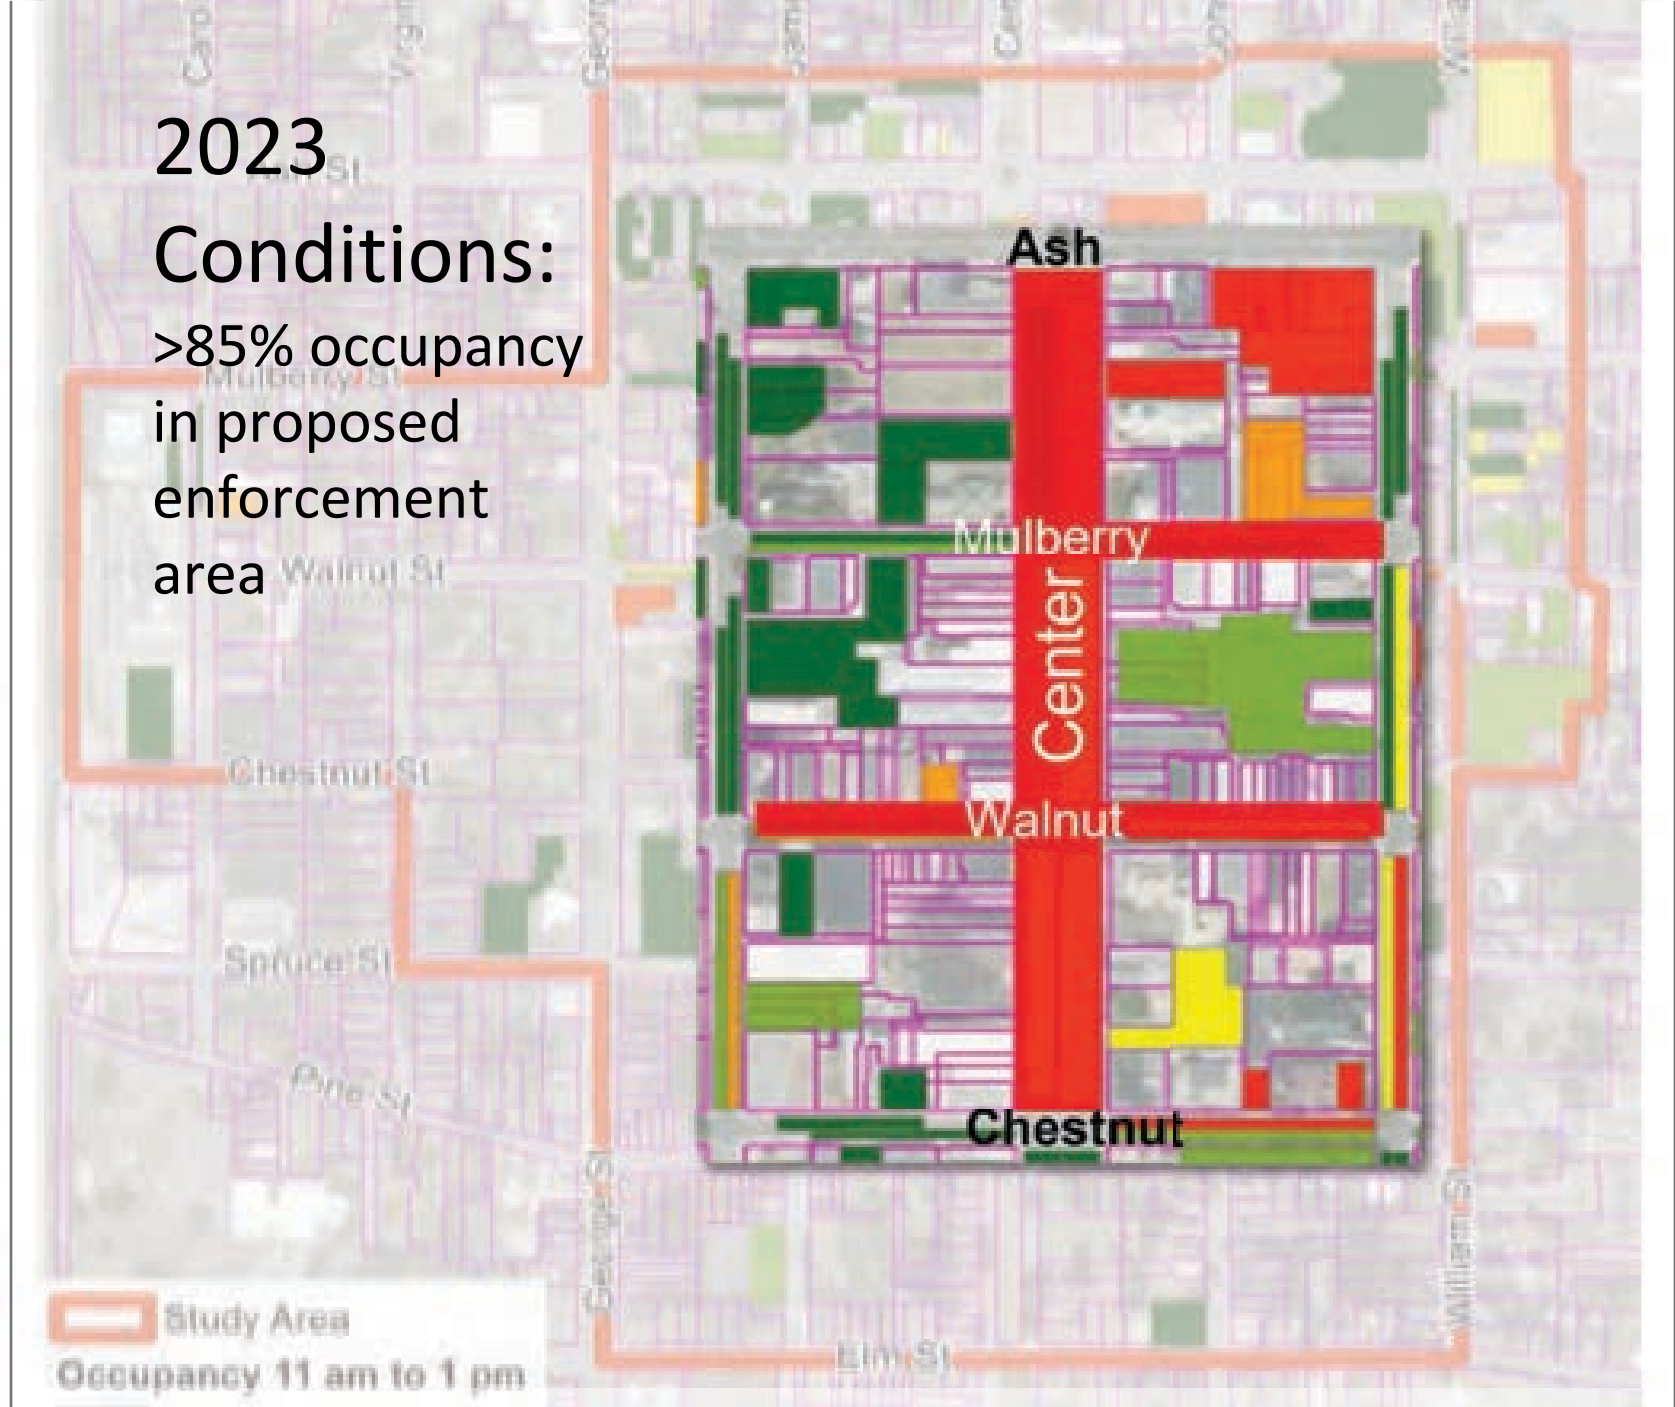 2023
Conditions:
>85% occupancy
in proposed
enforcement
area
Ash
Mulberry
Center
Walnut
Chestnut
Mulberry St
Walnut St
Chestnut St
Spruce St
Pine St
George St
William St
Elm St
Study Area
Occupancy 11 am to 1 pm